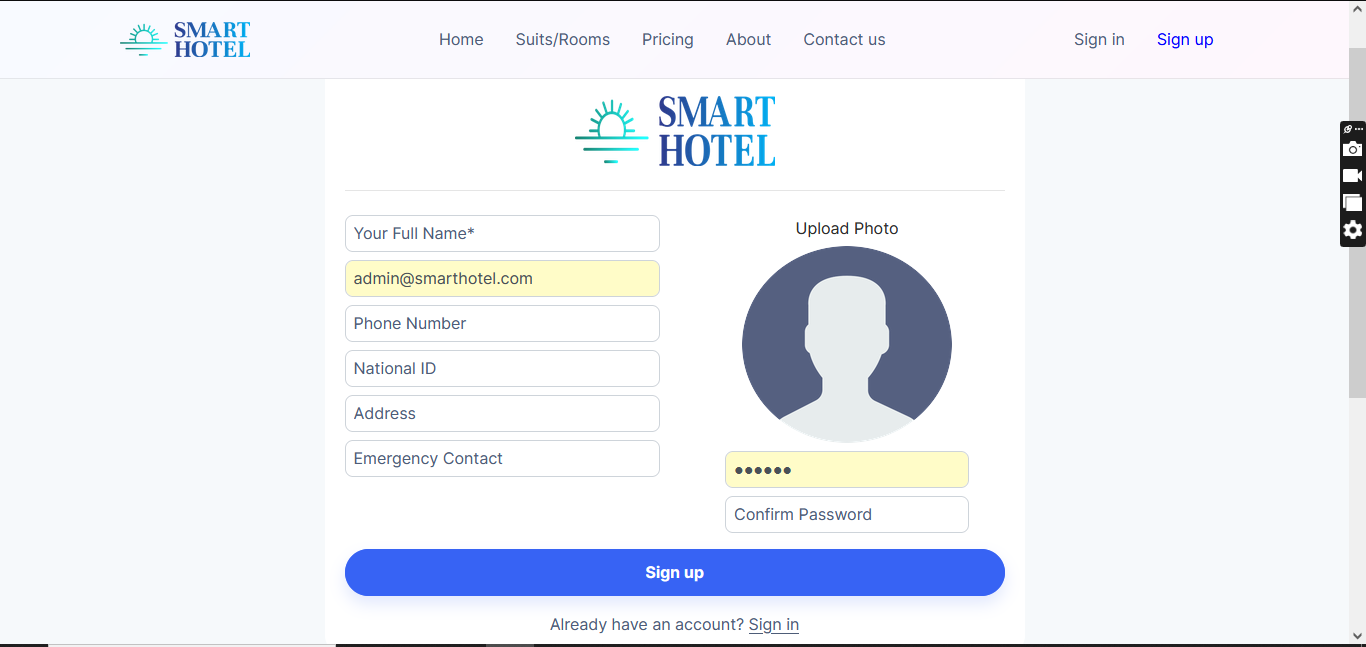 SMART
HOTEL
Home Suits/Rooms Pricing About Contact us Sign in Sign up
SMART
HOTEL
Your Full Name*
admin@smarthotel.com
Phone Number
National ID
Address
Emergency Contact
Upload Photo
••••••
Confirm Password
Sign up
Already have an account? Sign in